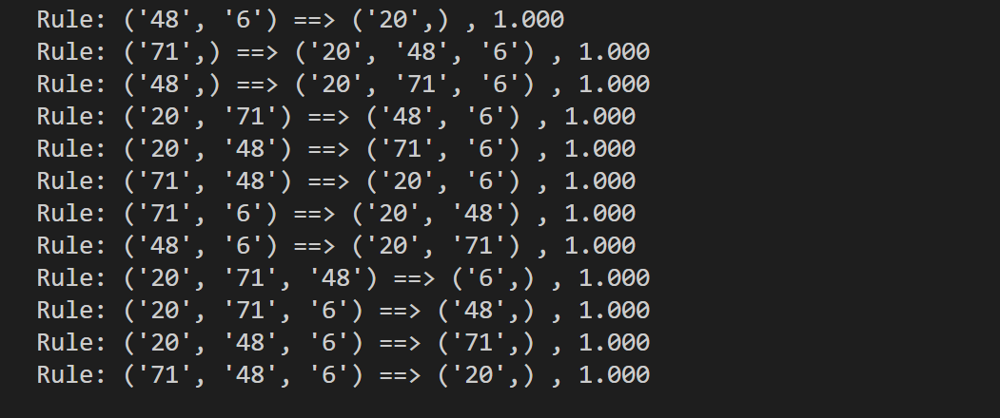 Rule: ('48', '6') ==> ('20',) , 1.000
Rule: ('71',) ==> ('20', '48', '6') , 1.000
Rule: ('48',) ==> ('20', '71', '6') , 1.000
Rule: ('20', '71') ==> ('48', '6') , 1.000
Rule: ('20', '48') ==> ('71', '6') , 1.000
Rule: ('71', '48') ==> ('20', '6') , 1.000
Rule: ('71', '6') ==> ('20', '48') , 1.000
Rule: ('48', '6') ==> ('20', '71') , 1.000
Rule: ('20', '71', '48') ==> ('6',) , 1.000
Rule: ('20', '71', '6') ==> ('48',) , 1.000
Rule: ('20', '48', '6') ==> ('71',) , 1.000
Rule: ('71', '48', '6') ==> ('20',) , 1.000